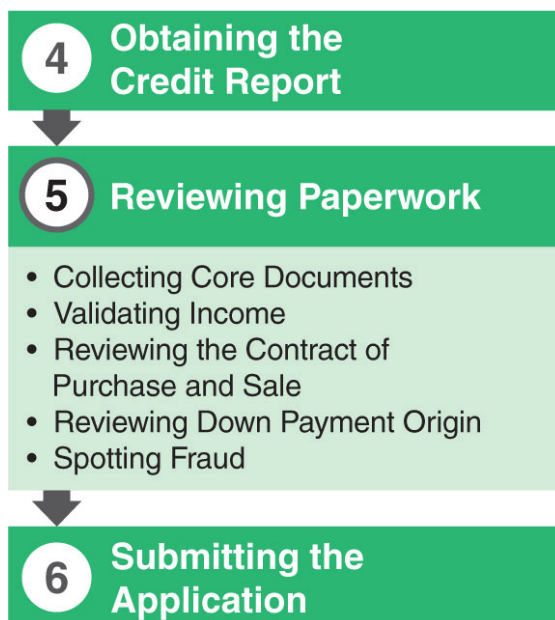 4
Obtaining the
Credit Report
5
Reviewing Paperwork
• Collecting Core Documents
• Validating Income
• Reviewing the Contract of
Purchase and Sale
• Reviewing Down Payment Origin
• Spotting Fraud
6
Submitting the
Application